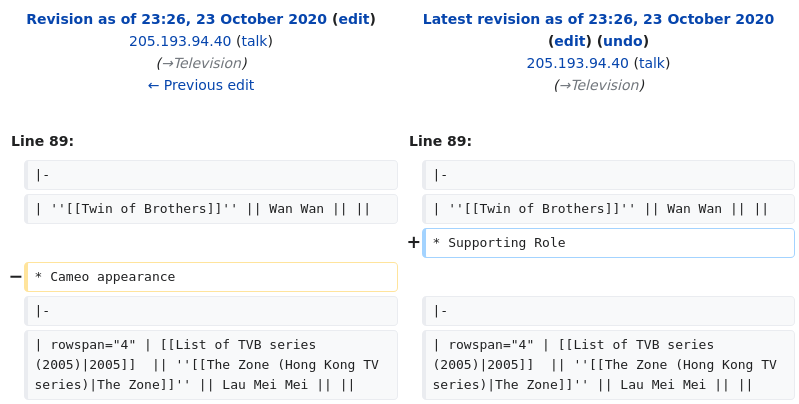 Revision as of 23:26, 23 October 2020 (edit)
205.193.94.40 (talk)
(→Television)
← Previous edit
Latest revision as of 23:26, 23 October 2020
(edit) (undo)
205.193.94.40 (talk)
(→Television)
Line 89:
Line 89:
|-
|-
| ''[[Twin of Brothers]]'' || Wan Wan || ||
| ''[[Twin of Brothers]]'' || Wan Wan || ||
+ * Supporting Role
− * Cameo appearance
|-
|-
| rowspan="4" | [[List of TVB series
(2005)|2005]]  || ''[[The Zone (Hong Kong TV
series)|The Zone]]'' || Lau Mei Mei || ||
| rowspan="4" | [[List of TVB series
(2005)|2005]]  || ''[[The Zone (Hong Kong TV
series)|The Zone]]'' || Lau Mei Mei || ||